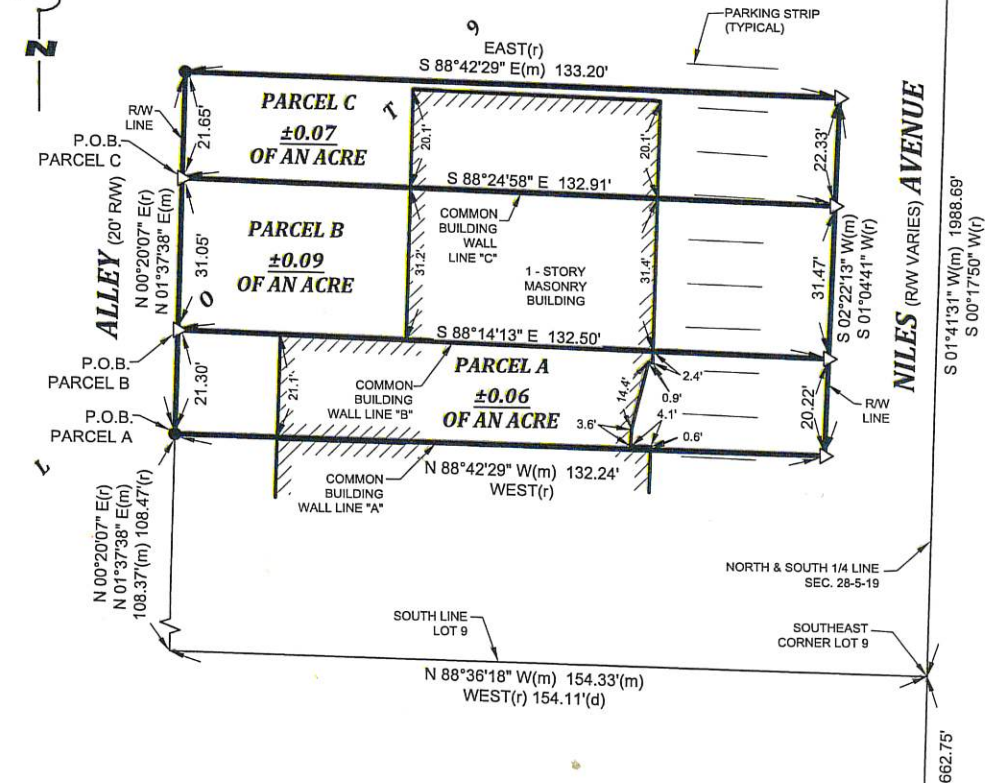 N
PARKING STRIP
(TYPICAL)
9
EAST(r)
S 88°42'29" E(m) 133.20'
R/W
LINE
21.65'
PARCEL C
±0.07
OF AN ACRE
T
20.1'
20.1'
22.33'
P.O.B.
PARCEL C
S 88°24'58" E 132.91'
ALLEY (20' R/W)
N 00°20'07" E(r)
N 01°37'38" E(m)
31.05'
PARCEL B
±0.09
OF AN ACRE
O
31.2'
COMMON
BUILDING
WALL
LINE "C"
1 - STORY
MASONRY
BUILDING
31.4'
31.47'
S 02°22'13" W(m)
S 01°04'41" W(r)
NILES (R/W VARIES) AVENUE
S 01°41'31" W(m) 1988.69'
S 00°17'50" W(r)
S 88°14'13" E 132.50'
P.O.B.
PARCEL B
21.30'
21.1'
COMMON
BUILDING
WALL LINE "B"
PARCEL A
±0.06
OF AN ACRE
14.4'
2.4'
0.9'
4.1'
3.6'
0.6'
20.22'
R/W
LINE
P.O.B.
PARCEL A
L
N 88°42'29" W(m) 132.24'
WEST(r)
COMMON
BUILDING
WALL LINE "A"
N 00°20'07" E(r)
N 01°37'38" E(m)
108.37'(m) 108.47'(r)
NORTH & SOUTH 1/4 LINE
SEC. 28-5-19
SOUTH LINE
LOT 9
SOUTHEAST
CORNER LOT 9
N 88°36'18" W(m) 154.33'(m)
WEST(r) 154.11'(d)
662.75'